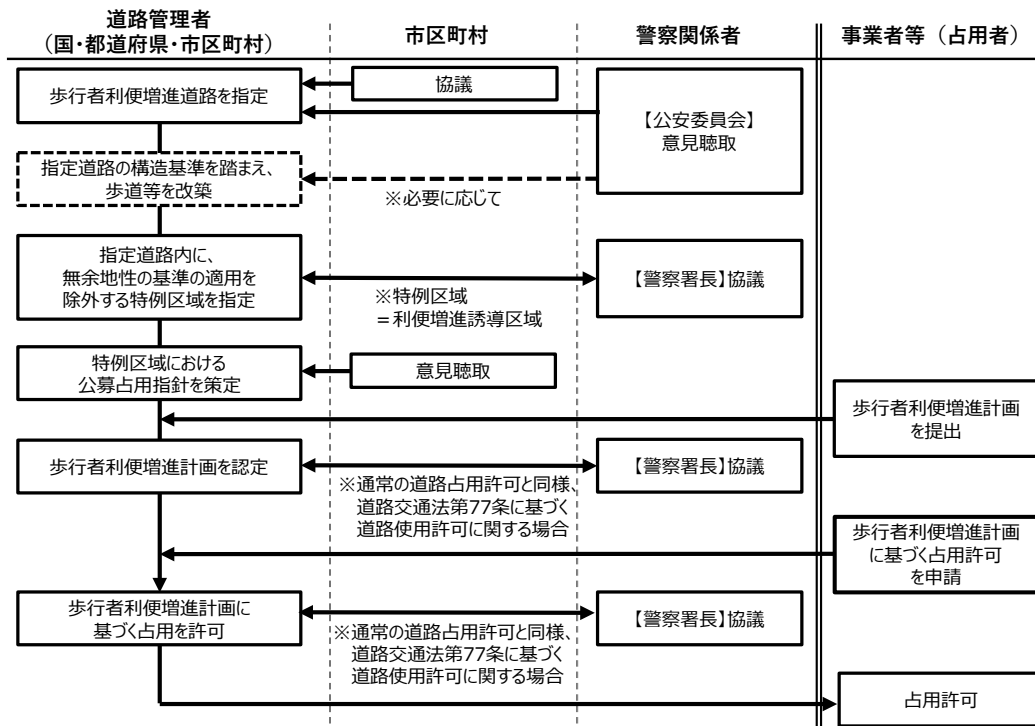 道路管理者
（国・都道府県・市区町村）
市区町村
警察関係者
事業者等（占用者）
歩行者利便増進道路を指定
協議
【公安委員会】
意見聴取
指定道路の構造基準を踏まえ、
歩道等を改築
※必要に応じて
指定道路内に、
無余地性の基準の適用を
除外する特例区域を指定
※特例区域
＝利便増進誘導区域
【警察署長】協議
特例区域における
公募占用指針を策定
意見聴取
歩行者利便増進計画
を提出
歩行者利便増進計画を認定
【警察署長】協議
※通常の道路占用許可と同様、
道路交通法第77条に基づく
道路使用許可に関する場合
歩行者利便増進計画
に基づく占用許可
を申請
歩行者利便増進計画に
基づく占用を許可
【警察署長】協議
※通常の道路占用許可と同様、
道路交通法第77条に基づく
道路使用許可に関する場合
占用許可